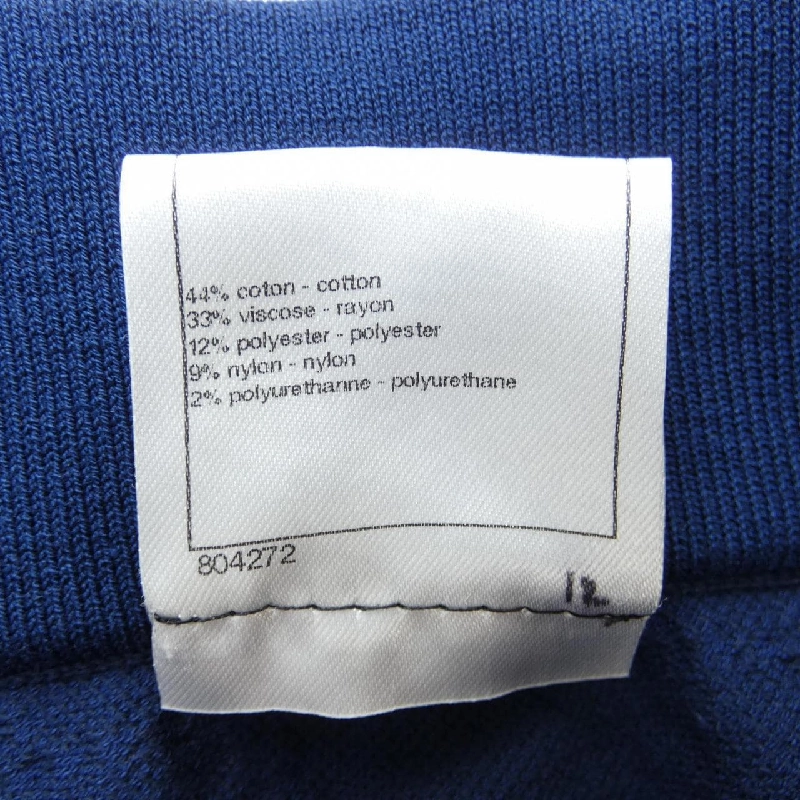 44% coton - cotton
33% viscose - rayon
12% polyester - polyester
9% nylon - nylon
2% polyurethanne - polyurethane
804272